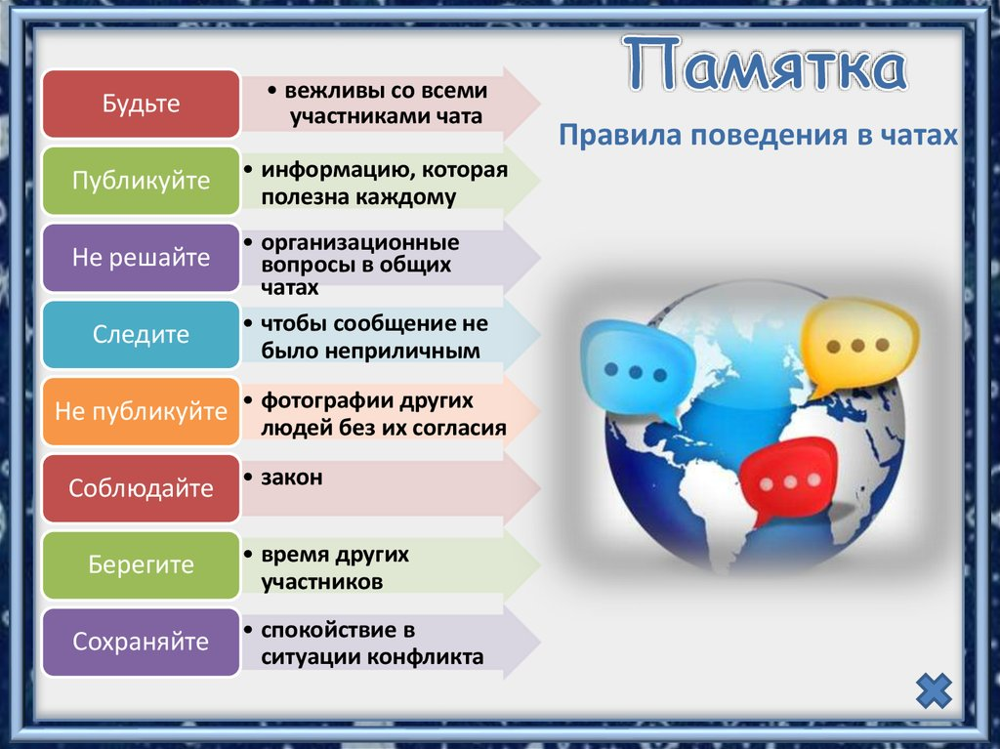 Памятка
Правила поведения в чатах
Будьте
• вежливы со всеми
участниками чата
Публикуйте
• информацию, которая
полезна каждому
Не решайте
• организационные
вопросы в общих
чатах
Следите
• чтобы сообщение не
было неприличным
Не публикуйте
• фотографии других
людей без их согласия
Соблюдайте
• закон
Берегите
• время других
участников
Сохраняйте
• спокойствие в
ситуации конфликта